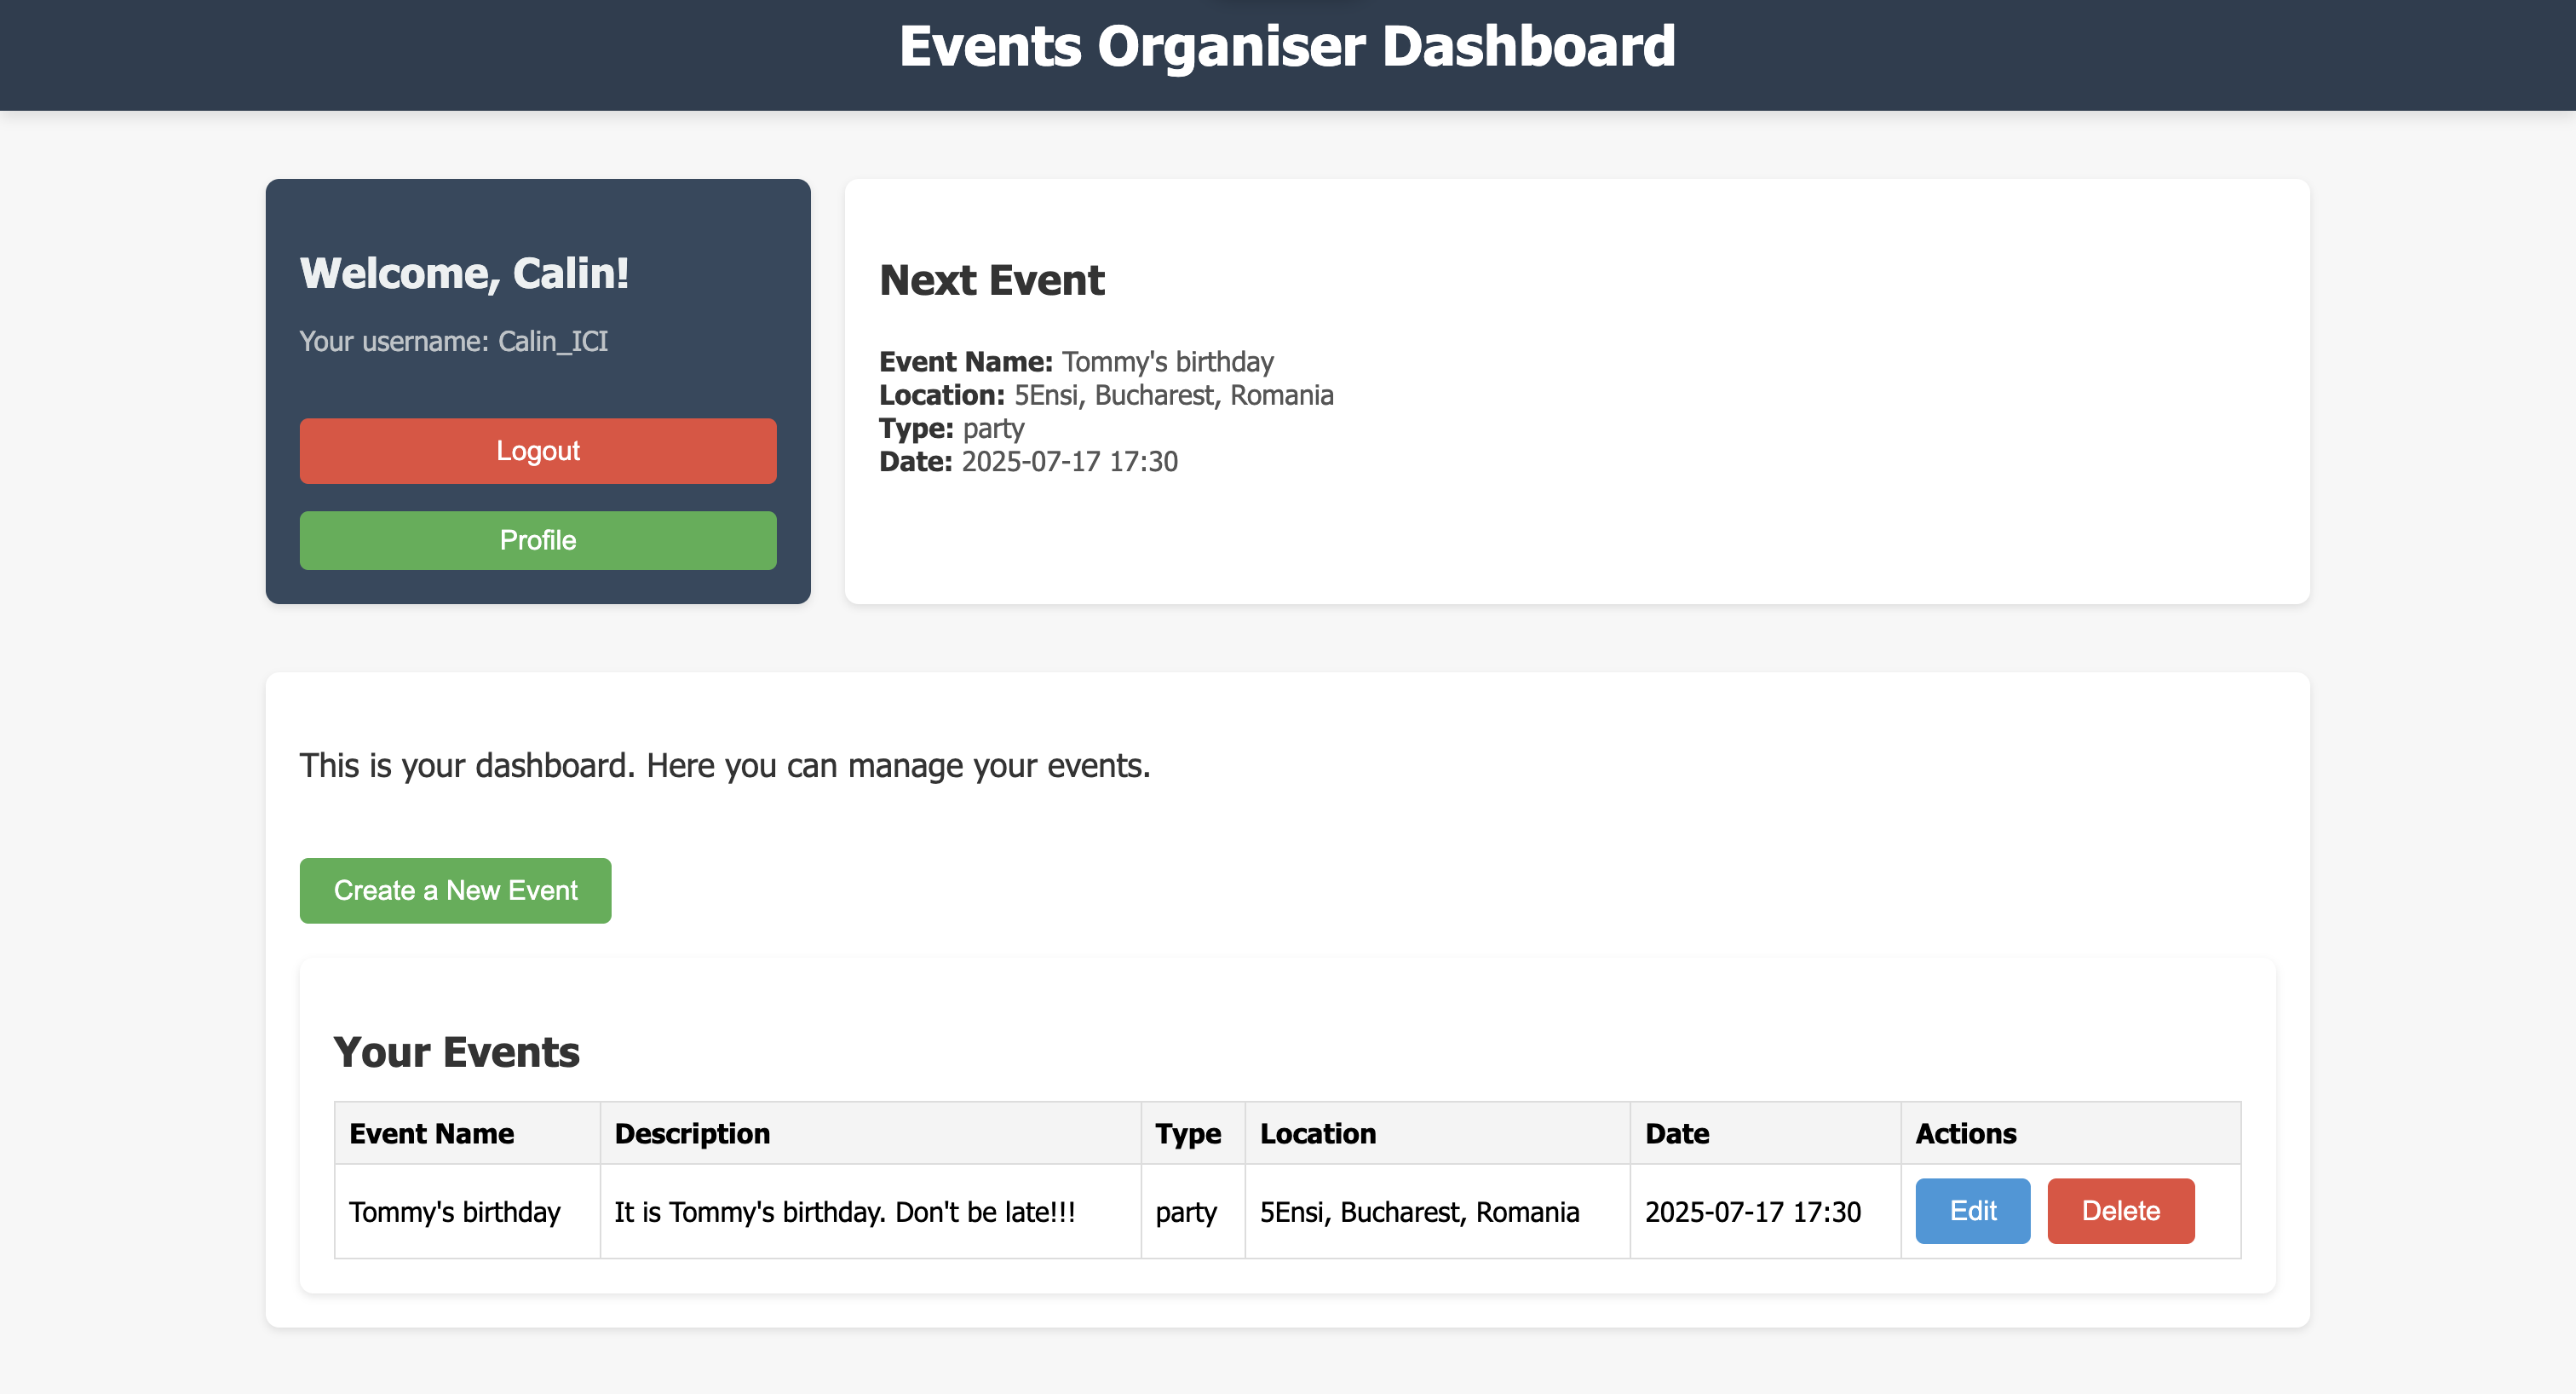 Events Organiser Dashboard
Welcome, Calin!
Your username: Calin_ICI
Logout
Profile
Next Event
Event Name: Tommy's birthday
Location: 5Ensi, Bucharest, Romania
Type: party
Date: 2025-07-17 17:30
This is your dashboard. Here you can manage your events.
Create a New Event
Your Events
Event Name Description Type Location Date Actions
Tommy's birthday It is Tommy's birthday. Don't be late!!! party 5Ensi, Bucharest, Romania 2025-07-17 17:30 Edit Delete